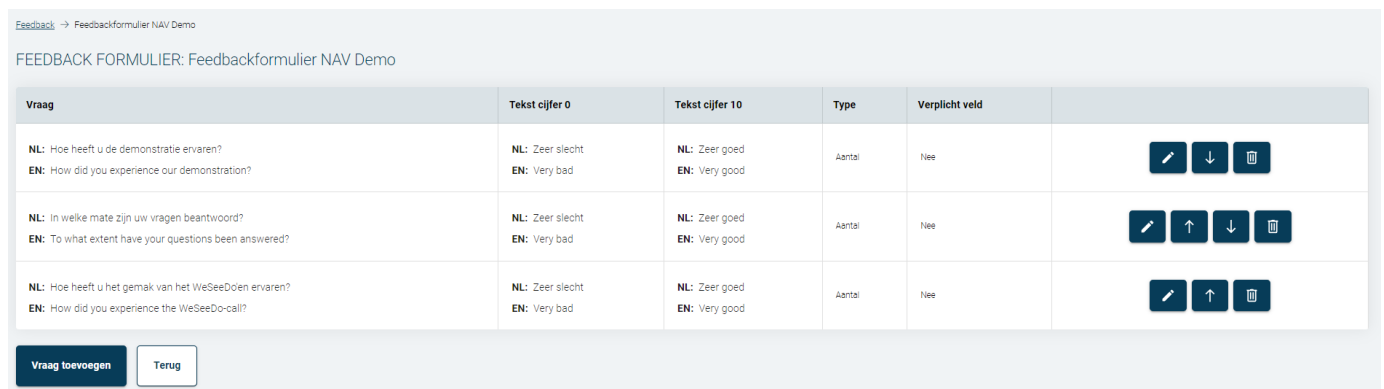 Feedback → Feedbackformulier NAV Demo
FEEDBACK FORMULIER: Feedbackformulier NAV Demo
Vraag Tekst cijfer 0 Tekst cijfer 10 Type Verplicht veld
NL: Hoe heeft u de demonstratie ervaren? NL: Zeer slecht NL: Zeer goed
Aantal Nee
EN: How did you experience our demonstration? EN: Very bad EN: Very good
NL: In welke mate zijn uw vragen beantwoord? NL: Zeer slecht NL: Zeer goed
Aantal Nee
EN: To what extent have your questions been answered? EN: Very bad EN: Very good
NL: Hoe heeft u het gemak van het WeSeeDo'en ervaren? NL: Zeer slecht NL: Zeer goed
Aantal Nee
EN: How did you experience the WeSeeDo-call? EN: Very bad EN: Very good
Vraag toevoegen Terug